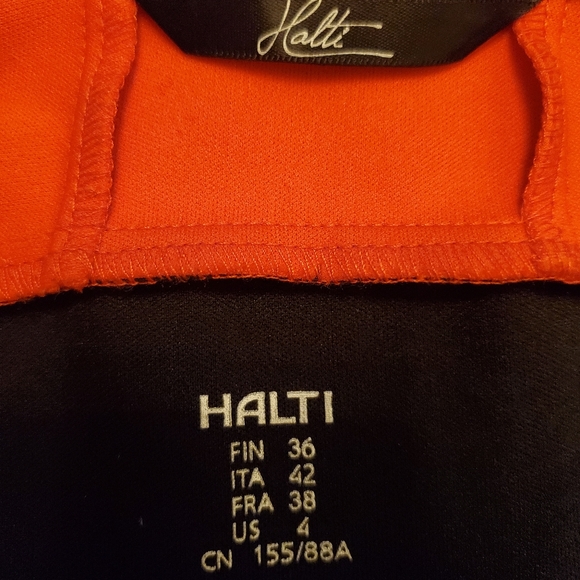 Halti
HALTI
FIN 36
ITA 42
FRA 38
US 4
CN 155/88A